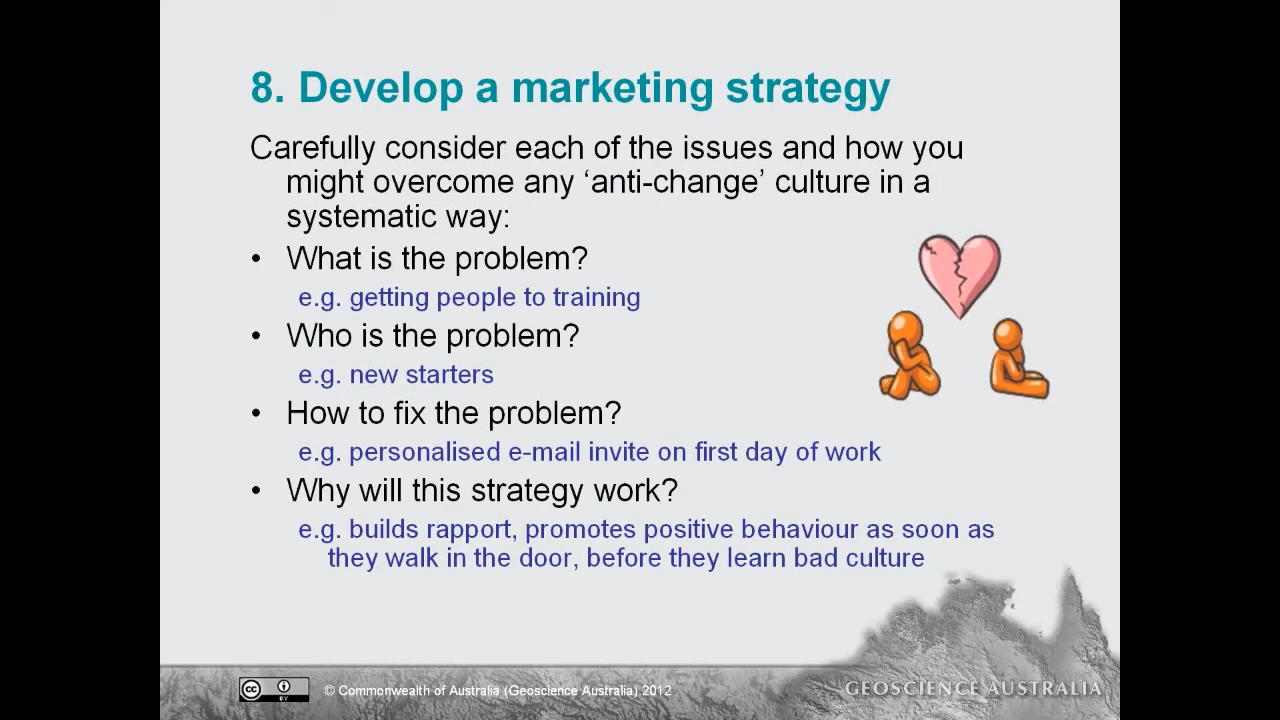 8. Develop a marketing strategy
Carefully consider each of the issues and how you
might overcome any ‘anti-change’ culture in a
systematic way:
• What is the problem?
e.g. getting people to training
• Who is the problem?
e.g. new starters
• How to fix the problem?
e.g. personalised e-mail invite on first day of work
• Why will this strategy work?
e.g. builds rapport, promotes positive behaviour as soon as
they walk in the door, before they learn bad culture
cc BY © Commonwealth of Australia (Geoscience Australia) 2012
GEOSCIENCE AUSTRALIA